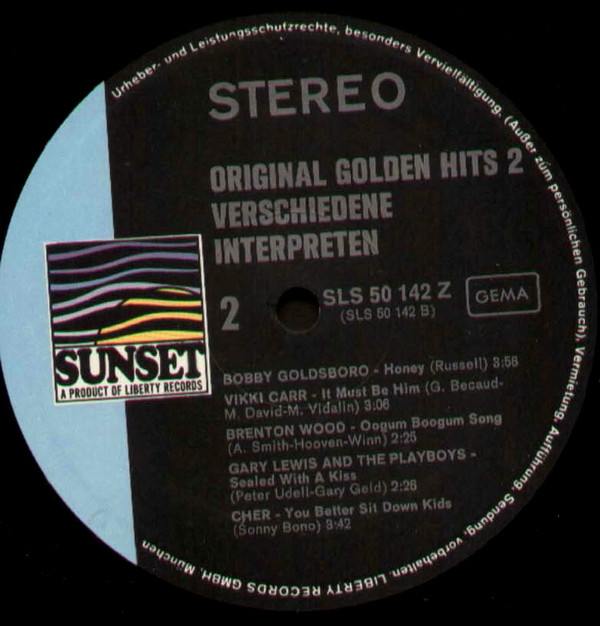 Urheber- und Leistungsschutzrechte, besonders Vervielfältigung, (Außer zum persönlichen Gebrauch), Vermietung, Aufführung, Sendung, vorbehalten. LIBERTY RECORDS GMBH, München
STEREO
ORIGINAL GOLDEN HITS 2
VERSCHIEDENE
INTERPRETEN
2
SLS 50 142 Z
(SLS 50 142 B)
GEMA
SUNSET
A PRODUCT OF LIBERTY RECORDS
BOBBY GOLDSBORO - Honey (Russell) 3:56
VIKKI CARR - It Must Be Him (G. Becaud-
M. David-M. Vidalin) 3:06
BRENTON WOOD - Oogum Boogum Song
(A. Smith-Hooven-Winn) 2:25
GARY LEWIS AND THE PLAYBOYS -
Sealed With A Kiss
(Peter Udell-Gary Geld) 2:26
CHER - You Better Sit Down Kids
(Sonny Bono) 3:42